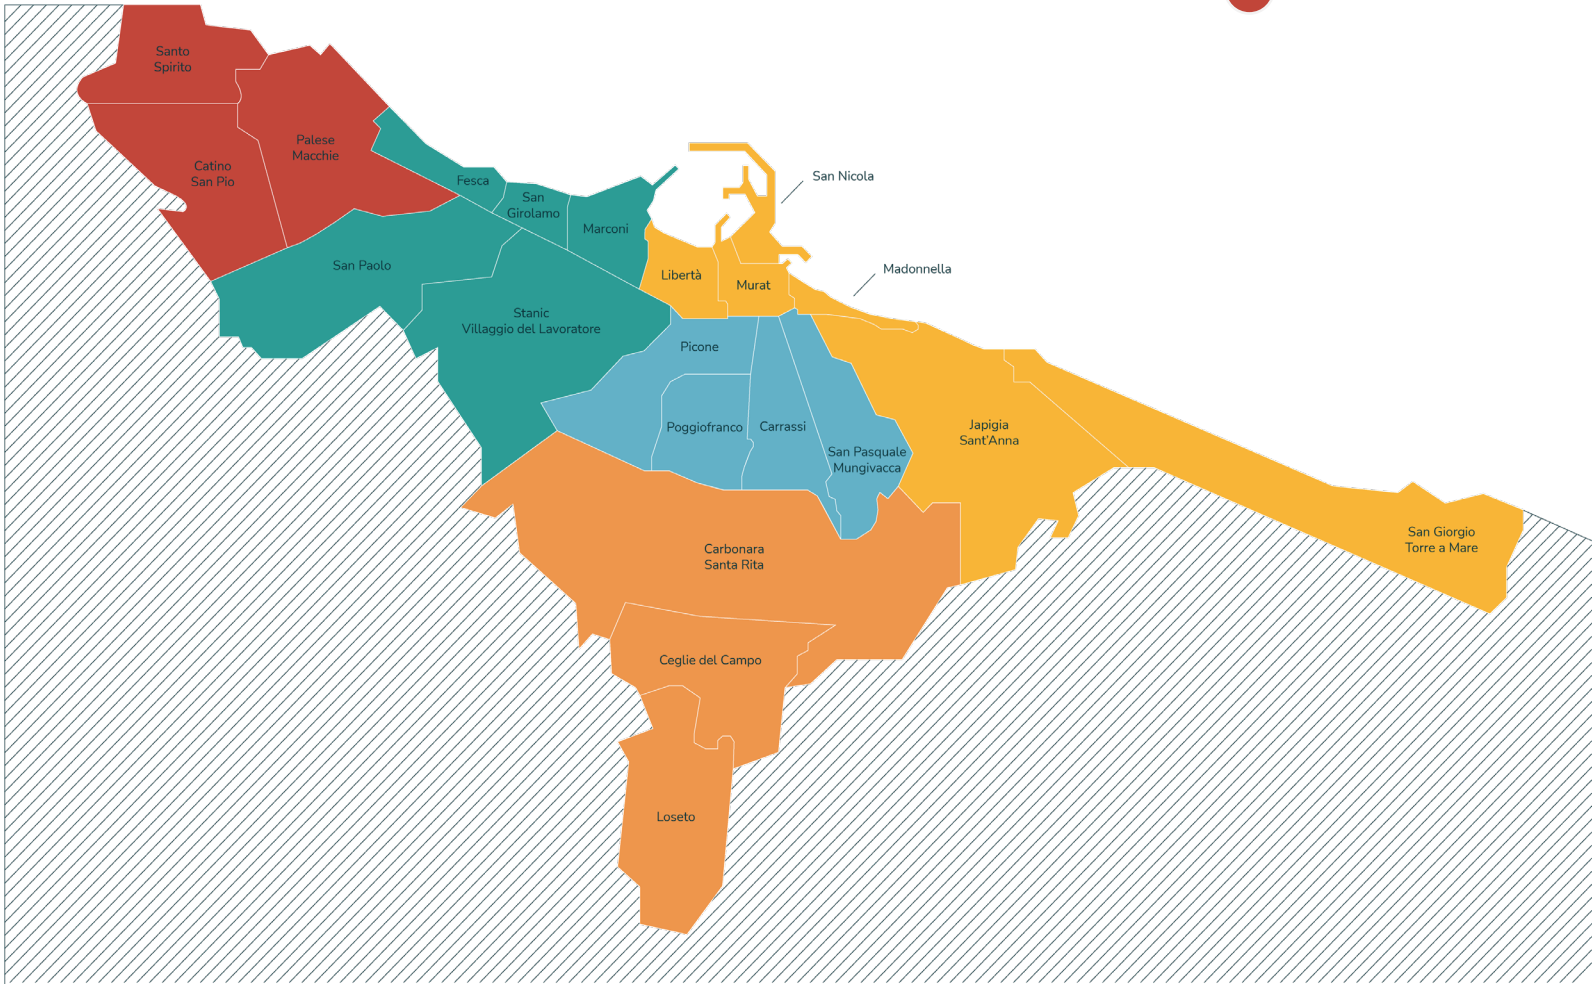 Santo
Spirito
Palese
Macchie
Catino
San Pio
San Nicola
Fesca
San
Girolamo
Marconi
San Paolo
Libertà
Madonnella
Murat
Stanic
Villaggio del Lavoratore
Picone
Poggiofranco
Carrassi
Japigia
Sant'Anna
San Pasquale
Mungivacca
San Giorgio
Torre a Mare
Carbonara
Santa Rita
Ceglie del Campo
Loseto